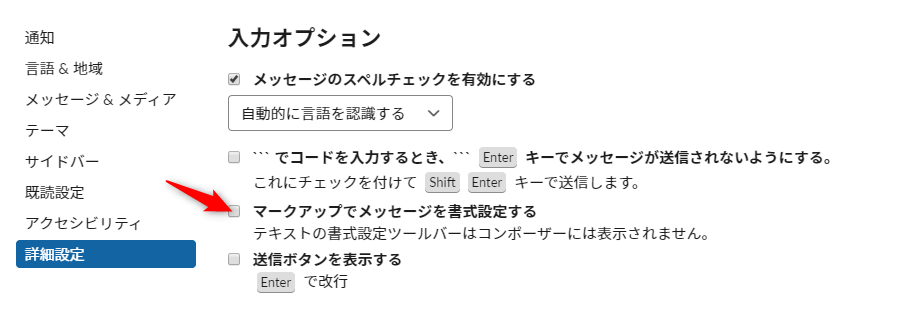 通知
言語 & 地域
メッセージ & メディア
テーマ
サイドバー
既読設定
アクセシビリティ
詳細設定
入力オプション
メッセージのスペルチェックを有効にする
自動的に言語を認識する
``` でコードを入力するとき、``` Enter キーでメッセージが送信されないようにする。
これにチェックを付けて Shift Enter キーで送信します。
マークアップでメッセージを書式設定する
テキストの書式設定ツールバーはコンポーザーには表示されません。
送信ボタンを表示する
Enter で改行